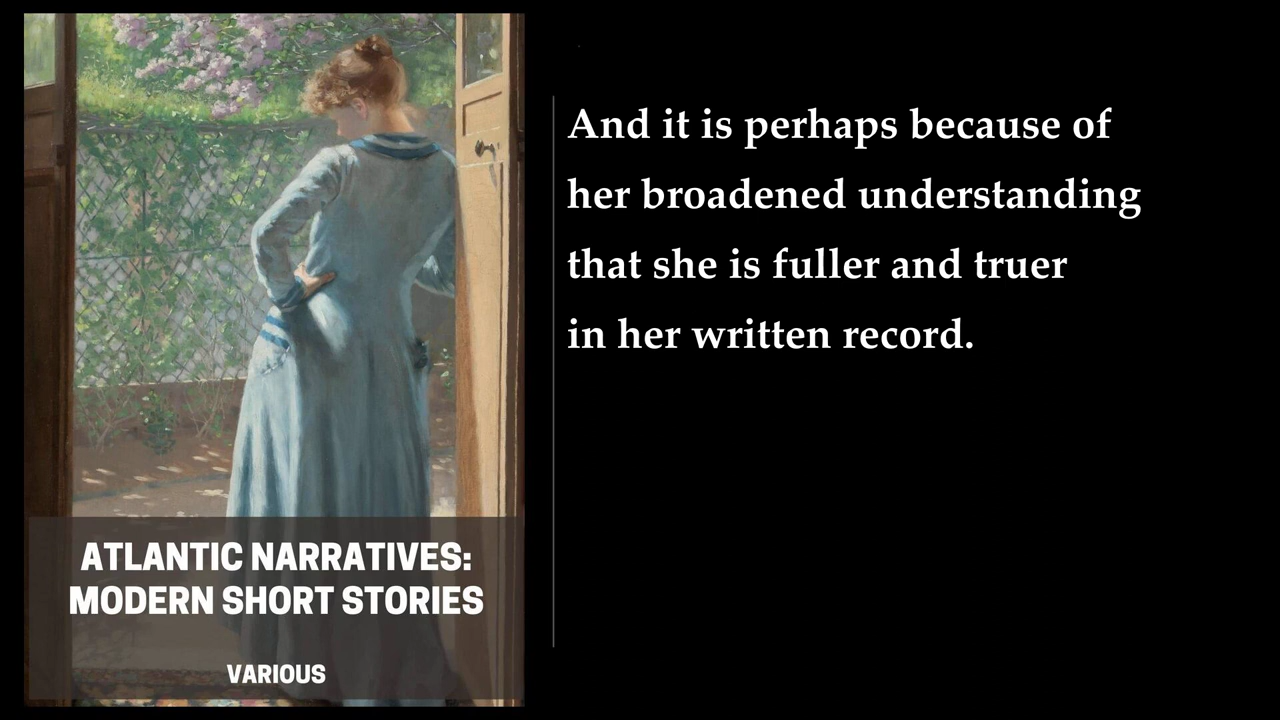 And it is perhaps because of
her broadened understanding
that she is fuller and truer
in her written record.
ATLANTIC NARRATIVES:
MODERN SHORT STORIES
VARIOUS